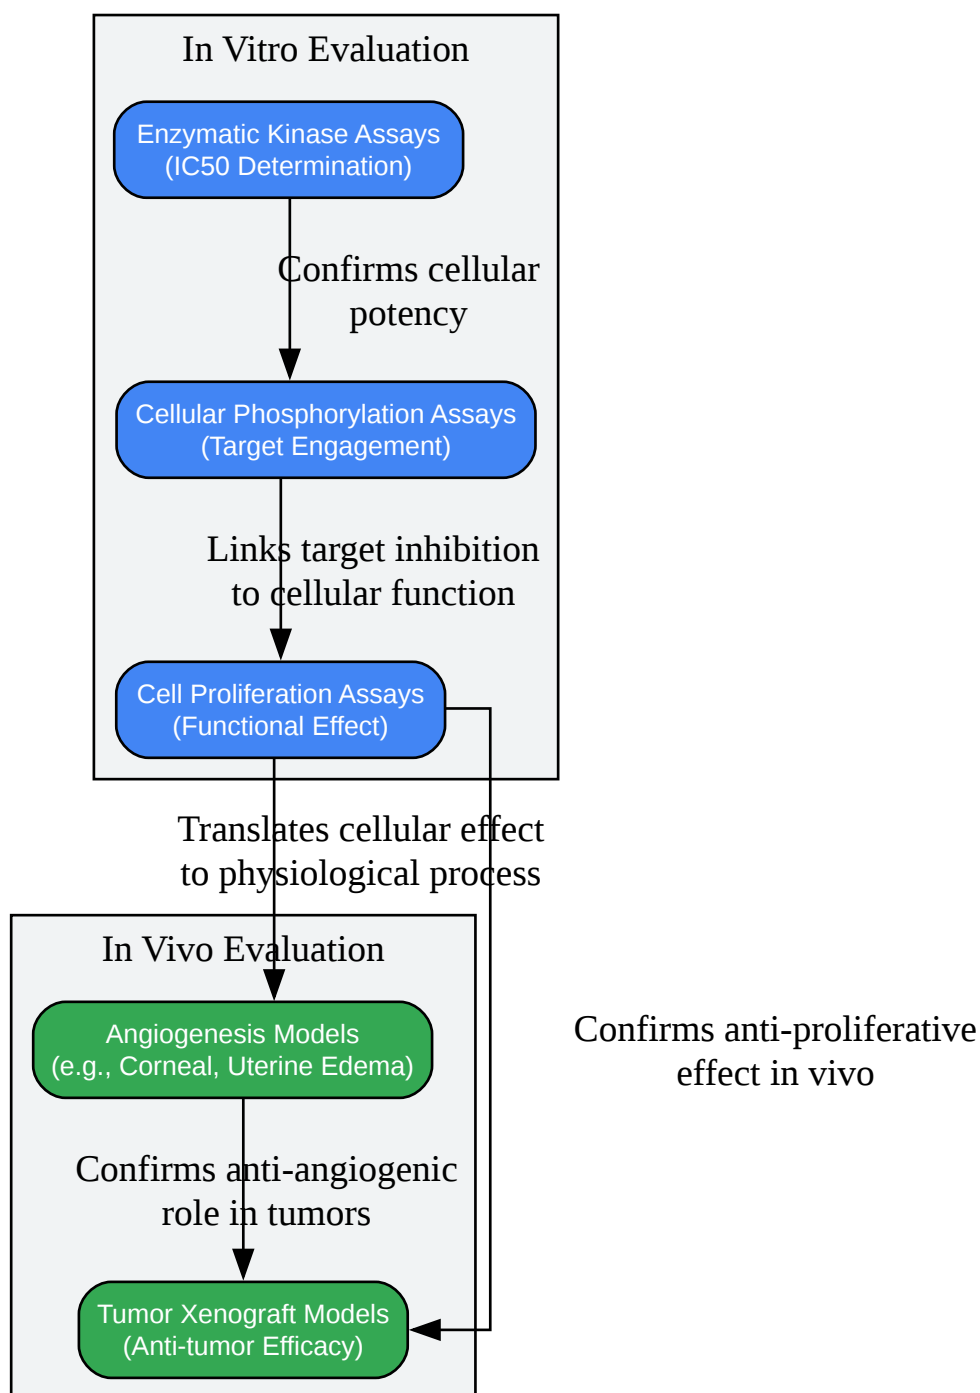 In Vitro Evaluation
Enzymatic Kinase Assays
(IC50 Determination)
Confirms cellular
potency
Cellular Phosphorylation Assays
(Target Engagement)
Links target inhibition
to cellular function
Cell Proliferation Assays
(Functional Effect)
Translates cellular effect
to physiological process
In Vivo Evaluation
Angiogenesis Models
(e.g., Corneal, Uterine Edema)
Confirms anti-proliferative
effect in vivo
Confirms anti-angiogenic
role in tumors
Tumor Xenograft Models
(Anti-tumor Efficacy)